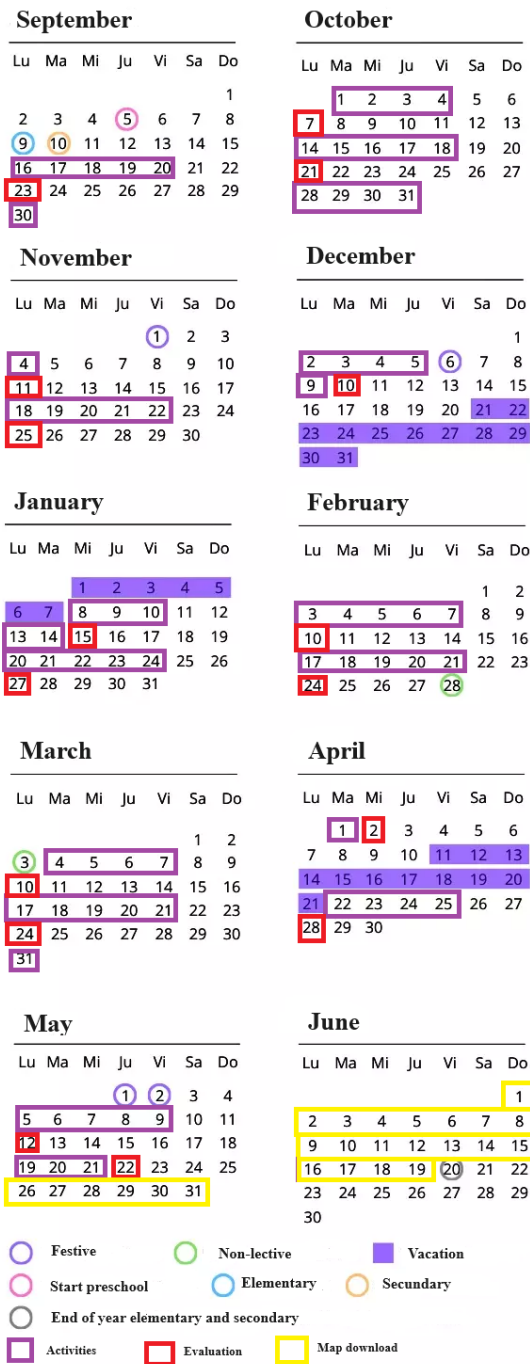 September
Lu Ma Mi Ju Vi Sa Do
1
2 3 4 5 6 7 8
9 10 11 12 13 14 15
16 17 18 19 20 21 22
23 24 25 26 27 28 29
30
October
Lu Ma Mi Ju Vi Sa Do
1 2 3 4 5 6
7 8 9 10 11 12 13
14 15 16 17 18 19 20
21 22 23 24 25 26 27
28 29 30 31
November
Lu Ma Mi Ju Vi Sa Do
1 2 3
4 5 6 7 8 9 10
11 12 13 14 15 16 17
18 19 20 21 22 23 24
25 26 27 28 29 30
December
Lu Ma Mi Ju Vi Sa Do
1
2 3 4 5 6 7 8
9 10 11 12 13 14 15
16 17 18 19 20 21 22
23 24 25 26 27 28 29
30 31
January
Lu Ma Mi Ju Vi Sa Do
1 2 3 4 5
6 7 8 9 10 11 12
13 14 15 16 17 18 19
20 21 22 23 24 25 26
27 28 29 30 31
February
Lu Ma Mi Ju Vi Sa Do
1 2
3 4 5 6 7 8 9
10 11 12 13 14 15 16
17 18 19 20 21 22 23
24 25 26 27 28
March
Lu Ma Mi Ju Vi Sa Do
1 2
3 4 5 6 7 8 9
10 11 12 13 14 15 16
17 18 19 20 21 22 23
24 25 26 27 28 29 30
31
April
Lu Ma Mi Ju Vi Sa Do
1 2 3 4 5 6
7 8 9 10 11 12 13
14 15 16 17 18 19 20
21 22 23 24 25 26 27
28 29 30
May
Lu Ma Mi Ju Vi Sa Do
1 2 3 4
5 6 7 8 9 10 11
12 13 14 15 16 17 18
19 20 21 22 23 24 25
26 27 28 29 30 31
June
Lu Ma Mi Ju Vi Sa Do
1
2 3 4 5 6 7 8
9 10 11 12 13 14 15
16 17 18 19 20 21 22
23 24 25 26 27 28 29
30
Festive Non-lective Vacation
Start preschool Elementary Secundary
End of year elementary and secondary
Activities Evaluation Map download